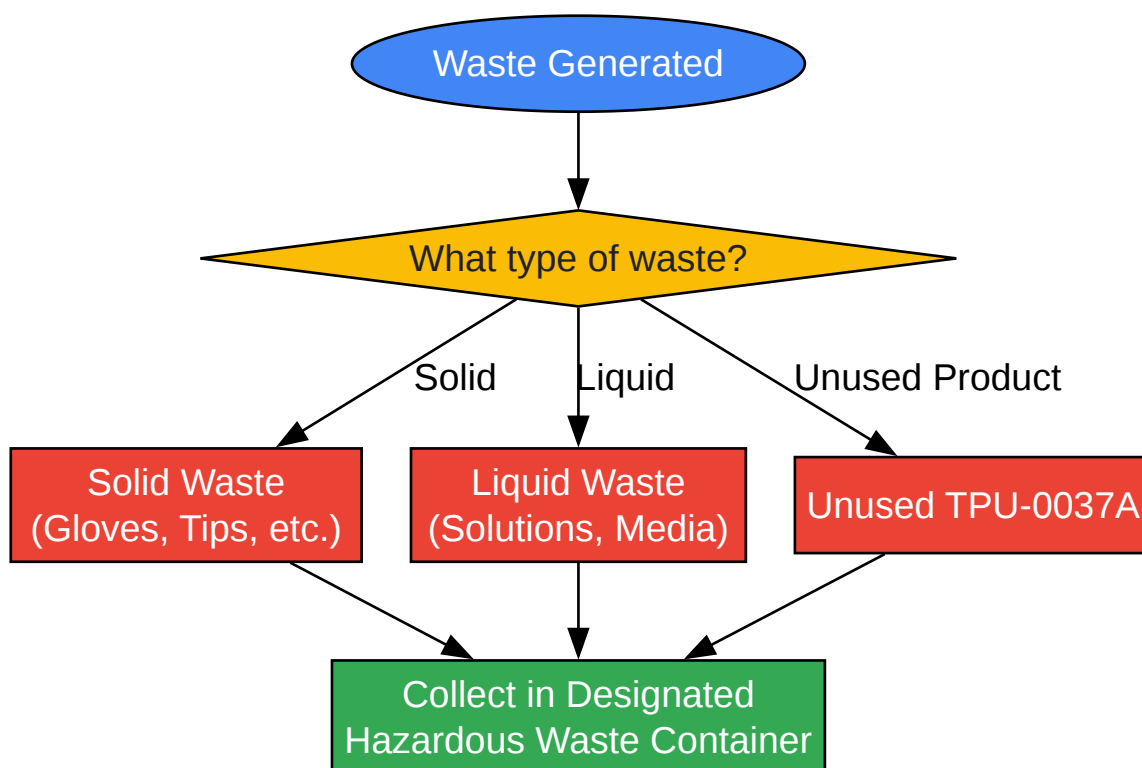 Waste Generated
What type of waste?
Solid
Liquid
Unused Product
Solid Waste
(Gloves, Tips, etc.)
Liquid Waste
(Solutions, Media)
Unused TPU-0037A
Collect in Designated
Hazardous Waste Container